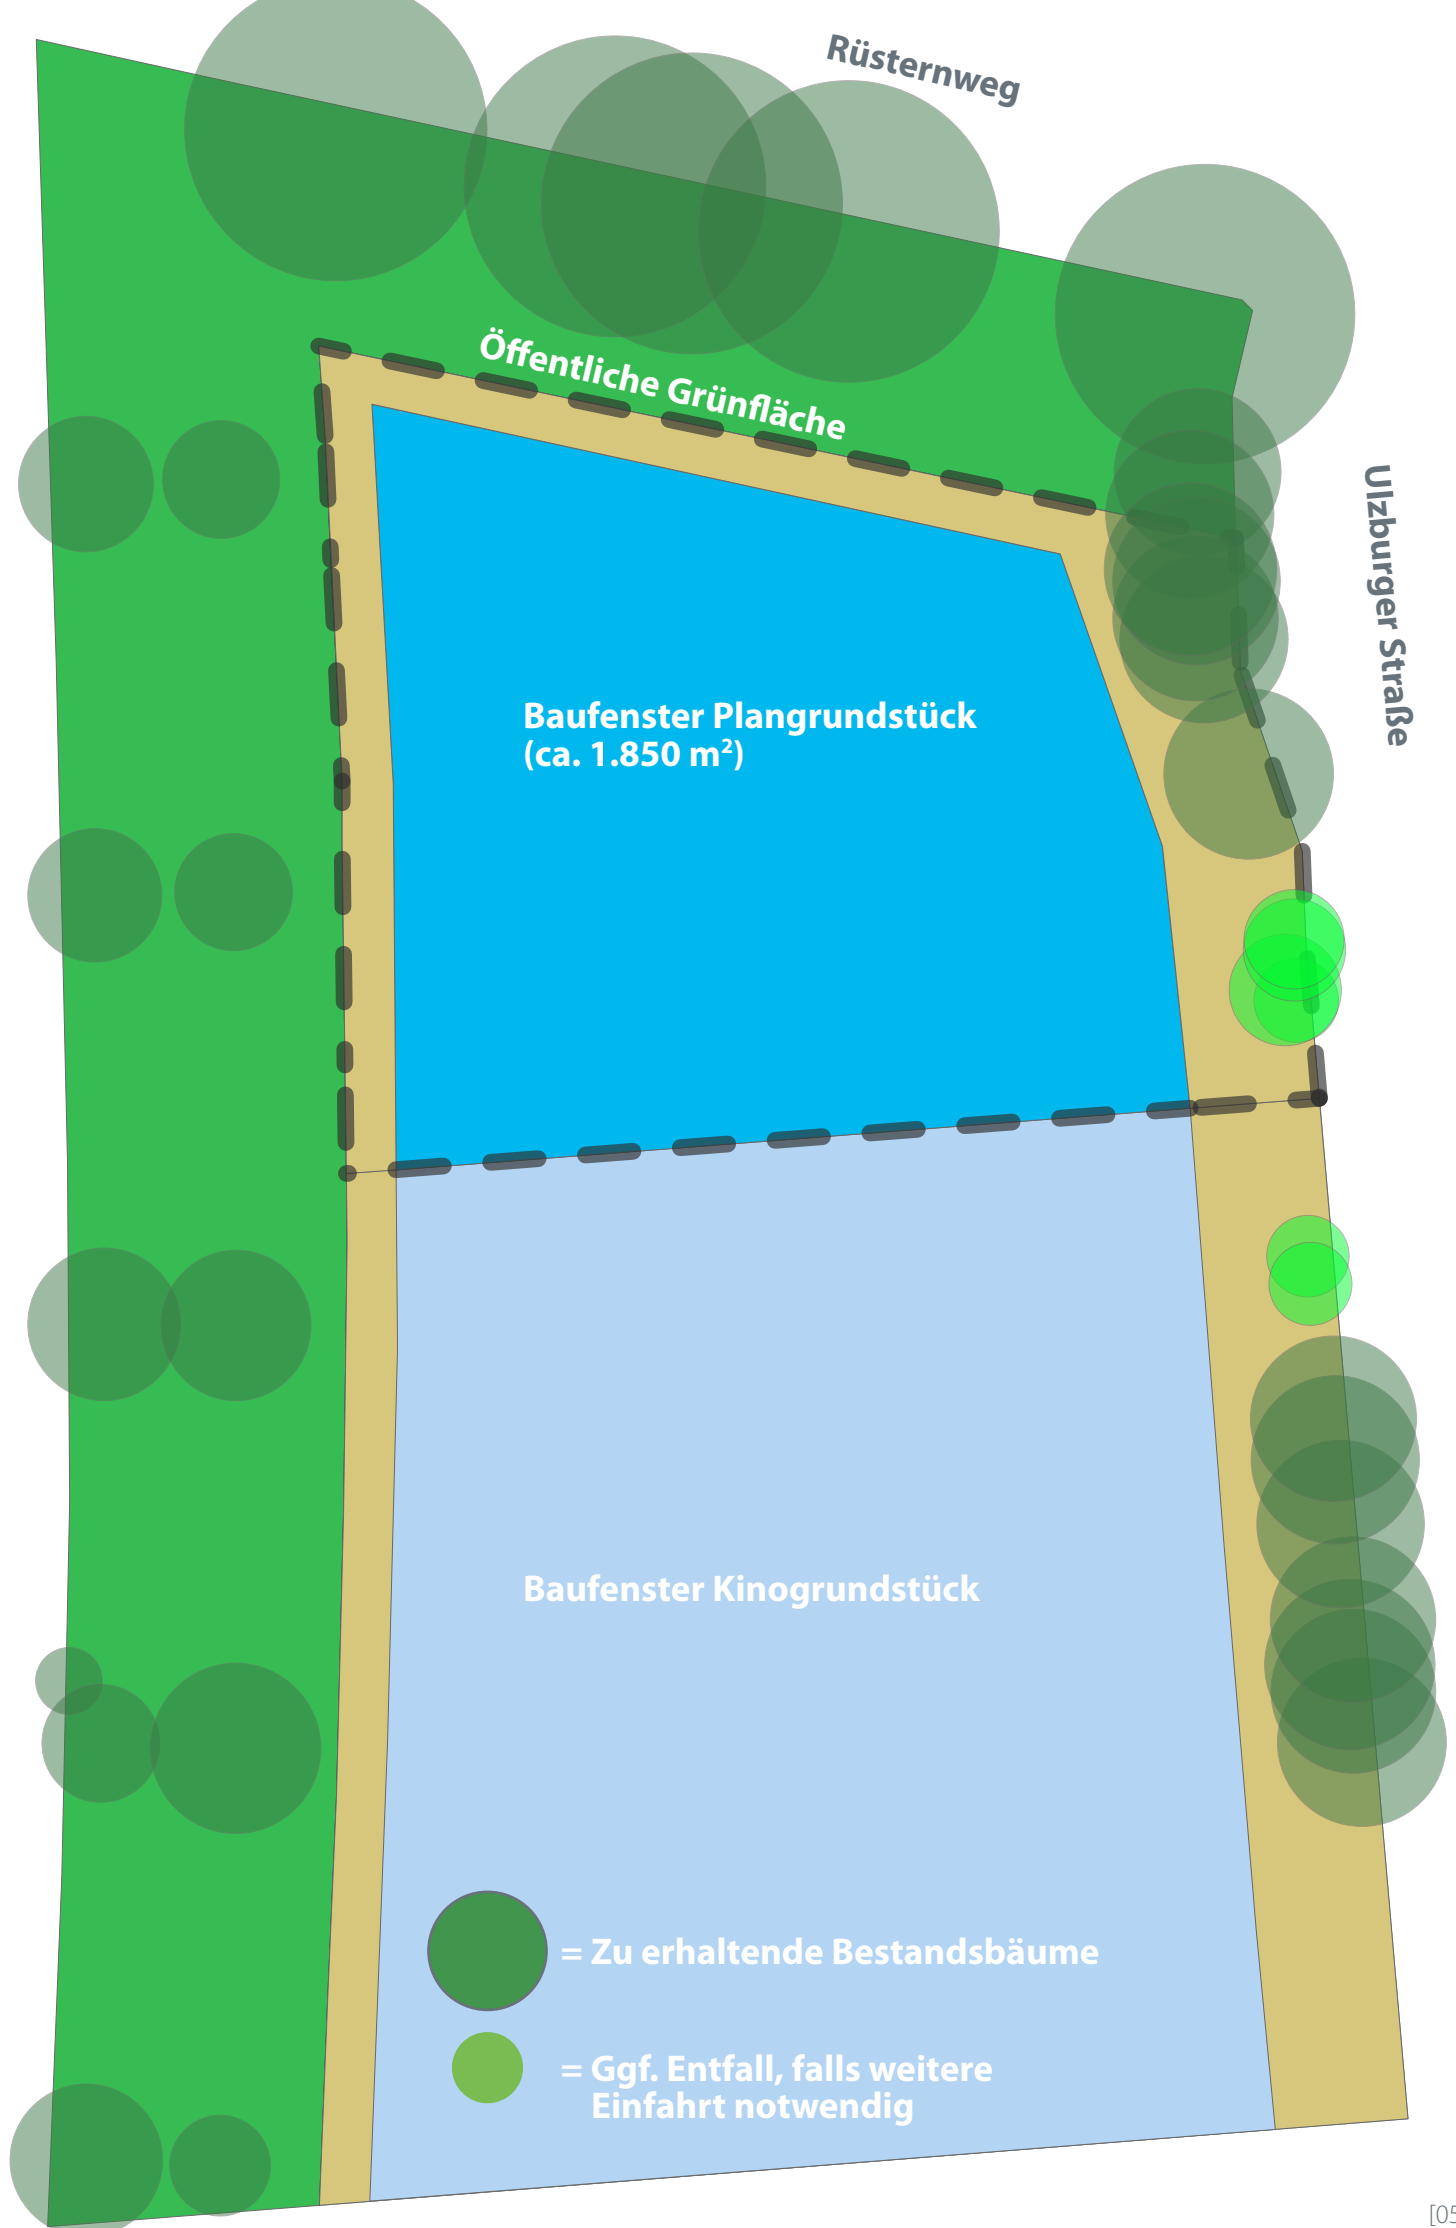 Rüsternweg
Öffentliche Grünfläche
Ulzburger Straße
Baufenster Plangrundstück
(ca. 1.850 m²)
Baufenster Kinogrundstück
= Zu erhaltende Bestandsbäume
= Ggf. Entfall, falls weitere
Einfahrt notwendig
[05